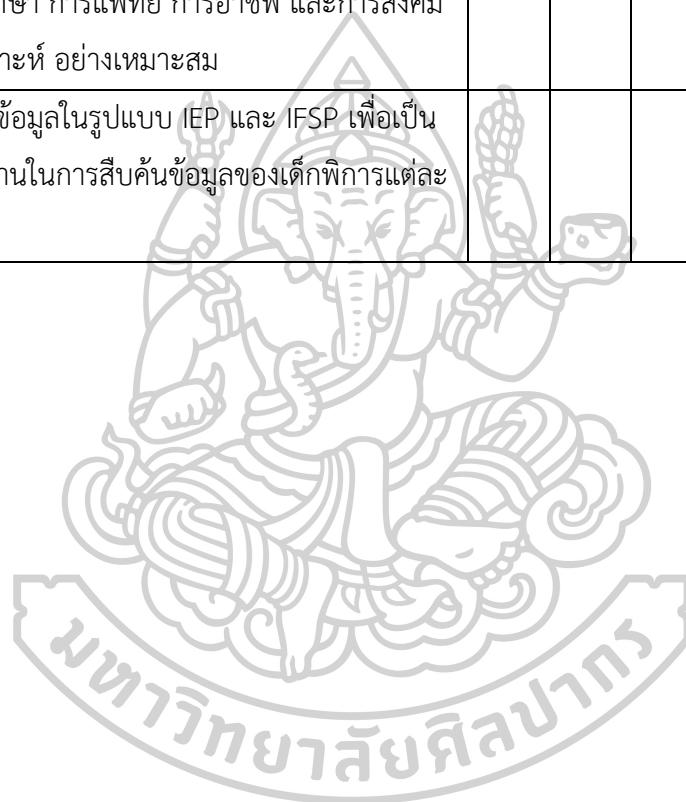 การแพทย์ การอาชีพ และการสังคม
อย่างเหมาะสม
ข้อมูลในรูปแบบ IEP และ IFSP เพื่อเป็น
านในการสืบค้นข้อมูลของเด็กพิการแต่ละ
มหาวิทยาลัยศิลปากร